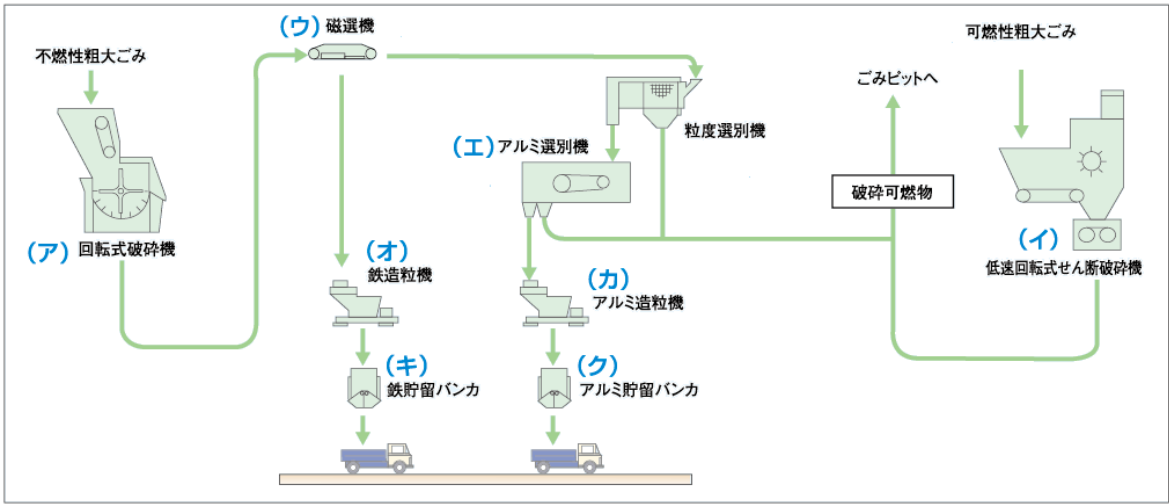 (ウ) 磁選機
不燃性粗大ごみ
可燃性粗大ごみ
ごみピットへ
粒度選別機
(エ) アルミ選別機
破砕可燃物
(ア) 回転式破砕機
(イ)
低速回転式せん断破砕機
(オ)
鉄造粒機
(カ)
アルミ造粒機
(キ)
鉄貯留バンカ
(ク)
アルミ貯留バンカ